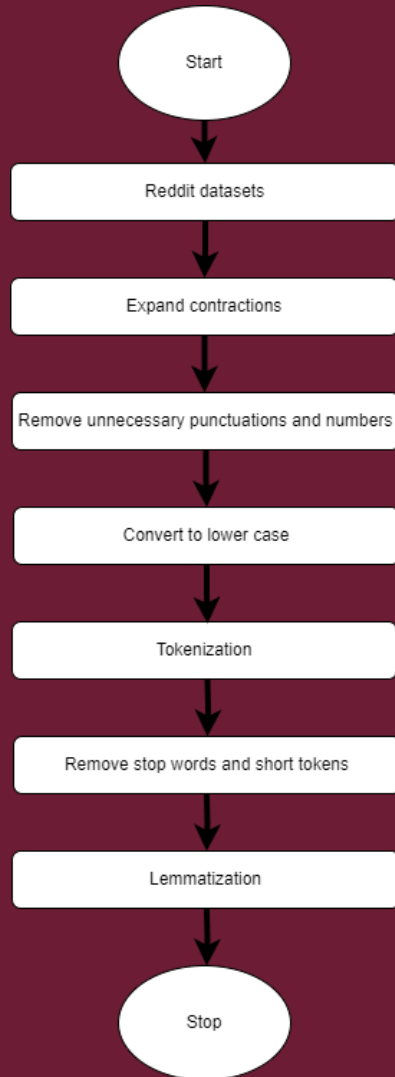 Start
Reddit datasets
Expand contractions
Remove unnecessary punctuations and numbers
Convert to lower case
Tokenization
Remove stop words and short tokens
Lemmatization
Stop